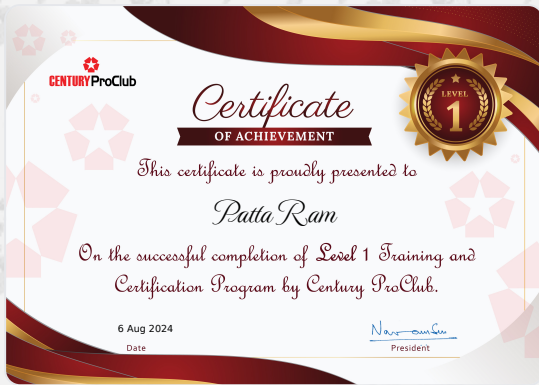 CENTURY ProClub
Certificate
OF ACHIEVEMENT
LEVEL
1
This certificate is proudly presented to
Patta Ram
On the successful completion of Level 1 Training and
Certification Program by Century ProClub.
6 Aug 2024
Date
President